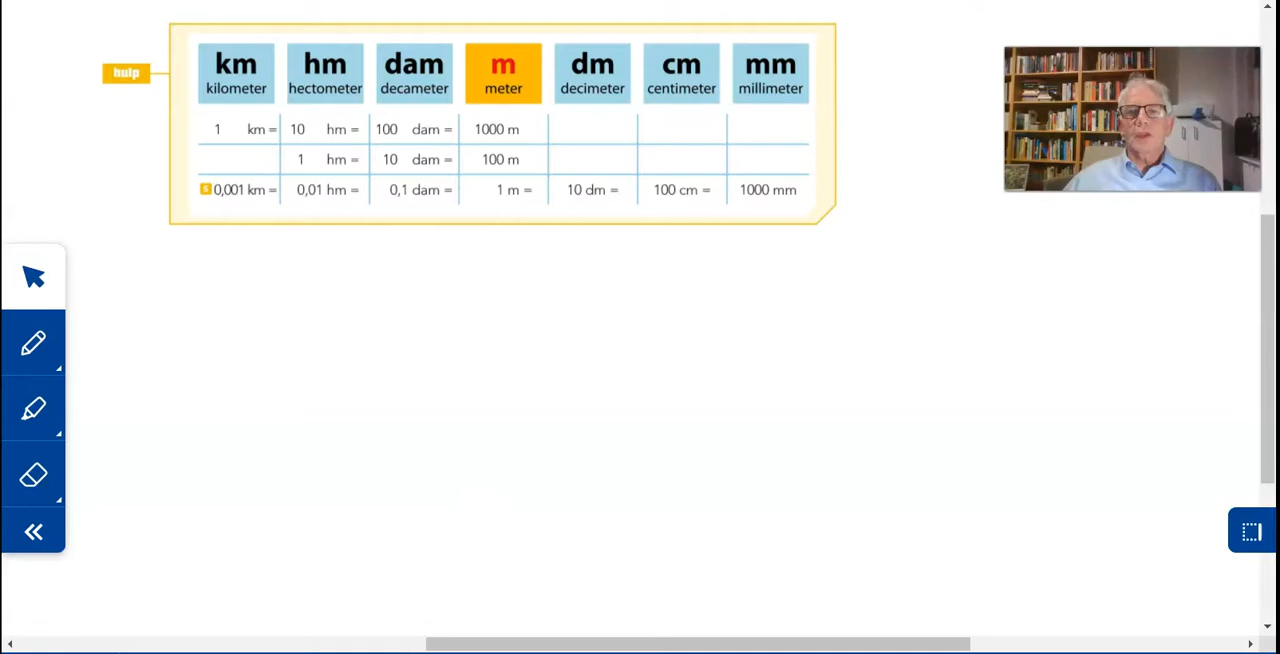 hulp
km hm dam m dm cm mm
kilometer hectometer decameter meter decimeter centimeter millimeter
1 km = 10 hm = 100 dam = 1000 m
1 hm = 10 dam = 100 m
S 0,001 km = 0,01 hm = 0,1 dam = 1 m = 10 dm = 100 cm = 1000 mm